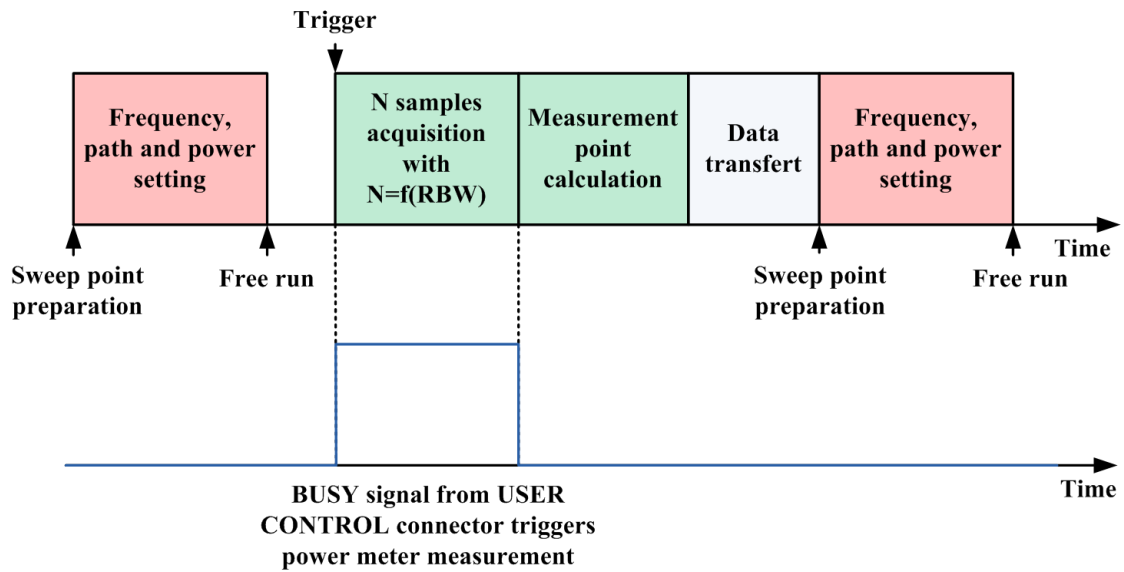 Trigger
Frequency,
path and power
setting
N samples
acquisition
with
N=f(RBW)
Measurement
point
calculation
Data
transfert
Frequency,
path and power
setting
Time
Sweep point
preparation
Free run
Sweep point
preparation
Free run
Time
BUSY signal from USER
CONTROL connector triggers
power meter measurement